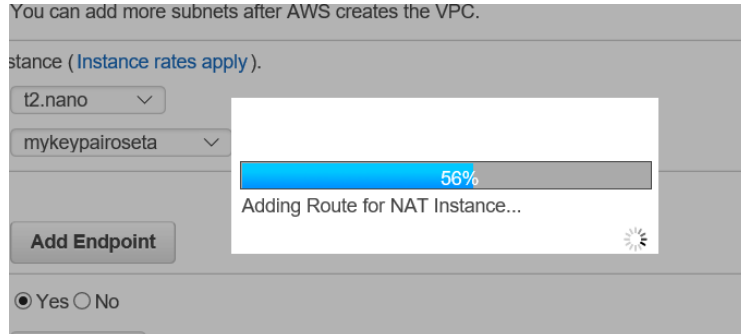 You can add more subnets after AWS creates the VPC.
stance (Instance rates apply).
t2.nano
mykeypairoseta
56%
Adding Route for NAT Instance...
Add Endpoint
Yes No